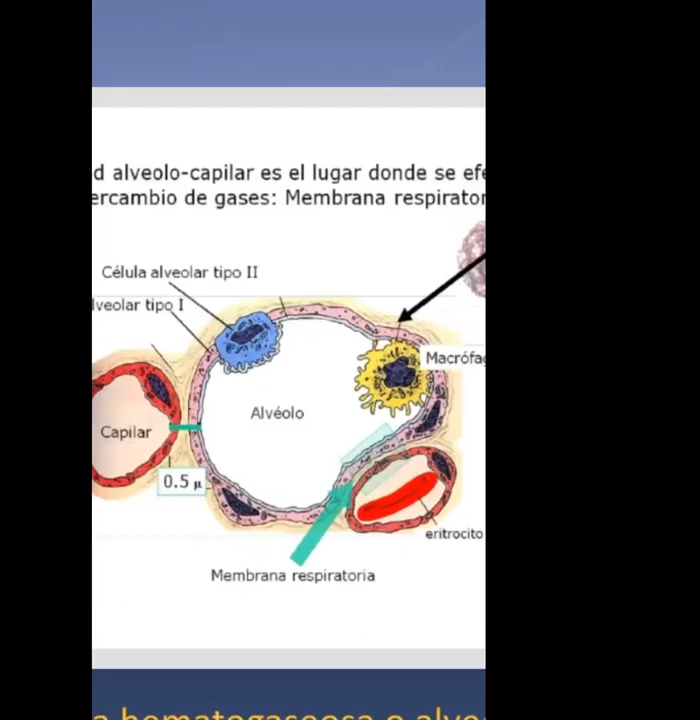 d alveolo-capilar es el lugar donde se efe
ercambio de gases: Membrana respirator
Célula alveolar tipo II
lveolar tipo I
Macrófag
Alvéolo
Capilar
0.5 µ
eritrocito
Membrana respiratoria
a hematogaseosa o alve